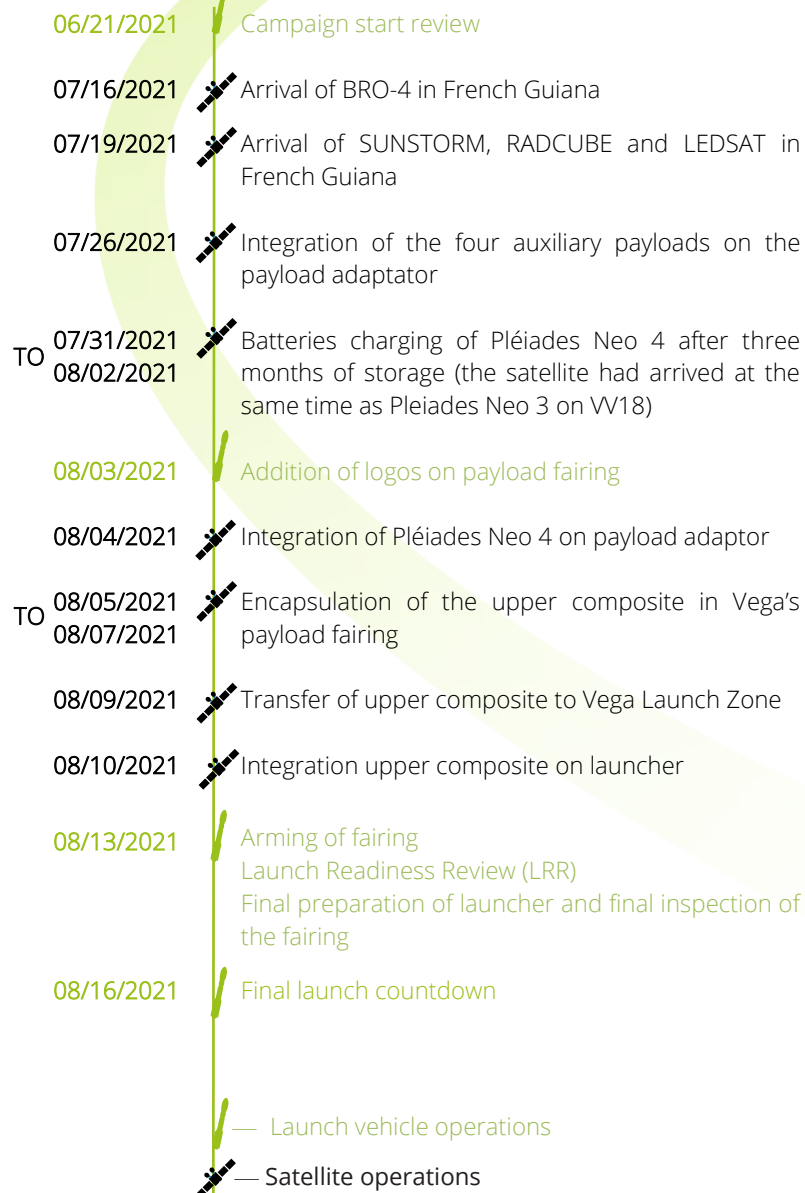 06/21/2021 Campaign start review
07/16/2021 Arrival of BRO-4 in French Guiana
07/19/2021 Arrival of SUNSTORM, RADCUBE and LEDSAT in
French Guiana
07/26/2021 Integration of the four auxiliary payloads on the
payload adaptator
TO 07/31/2021 Batteries charging of Pléiades Neo 4 after three
08/02/2021 months of storage (the satellite had arrived at the
same time as Pleiades Neo 3 on VV18)
08/03/2021 Addition of logos on payload fairing
08/04/2021 Integration of Pléiades Neo 4 on payload adaptor
TO 08/05/2021 Encapsulation of the upper composite in Vega’s
08/07/2021 payload fairing
08/09/2021 Transfer of upper composite to Vega Launch Zone
08/10/2021 Integration upper composite on launcher
08/13/2021 Arming of fairing
Launch Readiness Review (LRR)
Final preparation of launcher and final inspection of
the fairing
08/16/2021 Final launch countdown
— Launch vehicle operations
— Satellite operations